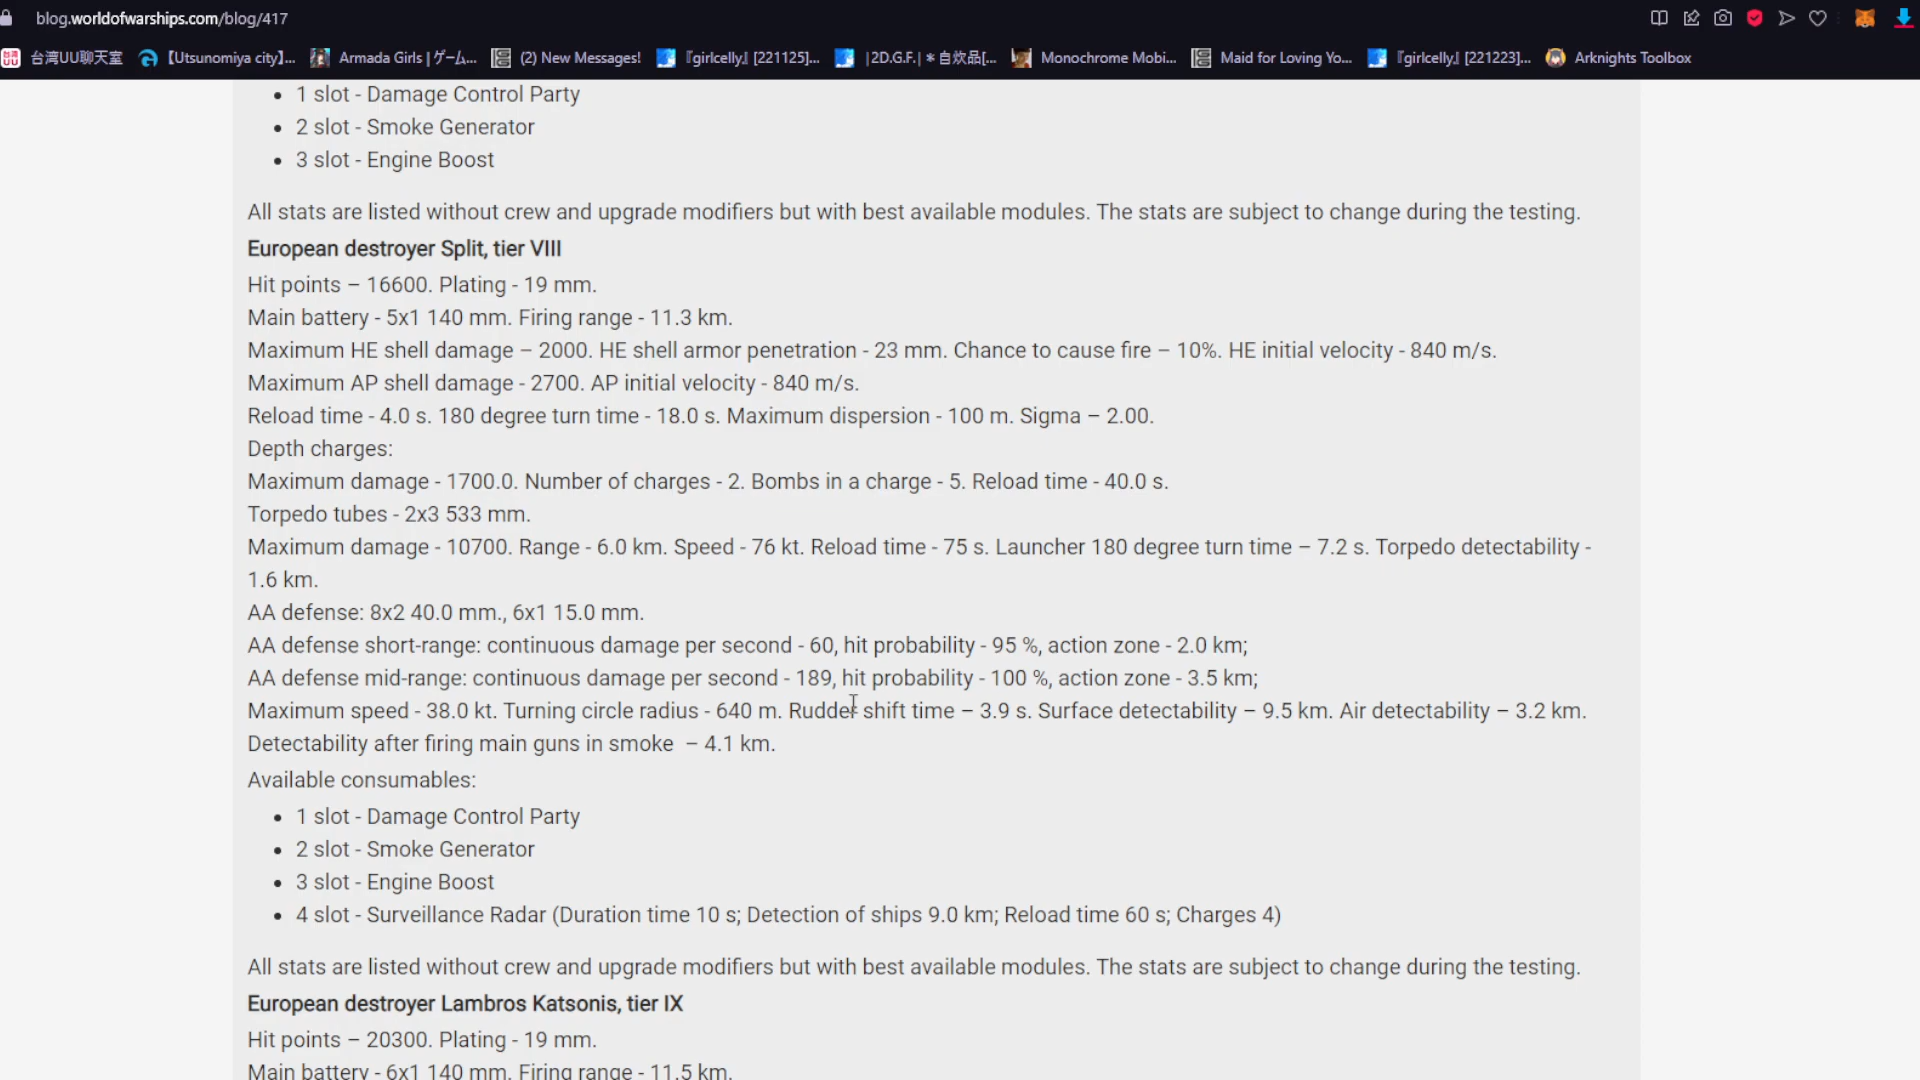 blog.worldofwarships.com/blog/417
台湾UU聊天室 【Utsunomiya city]... Armada Girls | ゲーム... (2) New Messages! 『girlcelly』[221125]... |2D.G.F.|＊自炊品[... Monochrome Mobi... Maid for Loving Yo... 『girlcelly』[221223]... Arknights Toolbox
• 1 slot - Damage Control Party
• 2 slot - Smoke Generator
• 3 slot - Engine Boost
All stats are listed without crew and upgrade modifiers but with best available modules. The stats are subject to change during the testing.
European destroyer Split, tier VIII
Hit points – 16600. Plating - 19 mm.
Main battery - 5x1 140 mm. Firing range - 11.3 km.
Maximum HE shell damage – 2000. HE shell armor penetration - 23 mm. Chance to cause fire – 10%. HE initial velocity - 840 m/s.
Maximum AP shell damage - 2700. AP initial velocity - 840 m/s.
Reload time - 4.0 s. 180 degree turn time - 18.0 s. Maximum dispersion - 100 m. Sigma – 2.00.
Depth charges:
Maximum damage - 1700.0. Number of charges - 2. Bombs in a charge - 5. Reload time - 40.0 s.
Torpedo tubes - 2x3 533 mm.
Maximum damage - 10700. Range - 6.0 km. Speed - 76 kt. Reload time - 75 s. Launcher 180 degree turn time – 7.2 s. Torpedo detectability -
1.6 km.
AA defense: 8x2 40.0 mm., 6x1 15.0 mm.
AA defense short-range: continuous damage per second - 60, hit probability - 95 %, action zone - 2.0 km;
AA defense mid-range: continuous damage per second - 189, hit probability - 100 %, action zone - 3.5 km;
Maximum speed - 38.0 kt. Turning circle radius - 640 m. Rudder shift time – 3.9 s. Surface detectability – 9.5 km. Air detectability – 3.2 km.
Detectability after firing main guns in smoke – 4.1 km.
Available consumables:
• 1 slot - Damage Control Party
• 2 slot - Smoke Generator
• 3 slot - Engine Boost
• 4 slot - Surveillance Radar (Duration time 10 s; Detection of ships 9.0 km; Reload time 60 s; Charges 4)
All stats are listed without crew and upgrade modifiers but with best available modules. The stats are subject to change during the testing.
European destroyer Lambros Katsonis, tier IX
Hit points – 20300. Plating - 19 mm.
Main battery - 6x1 140 mm. Firing range - 11.5 km.